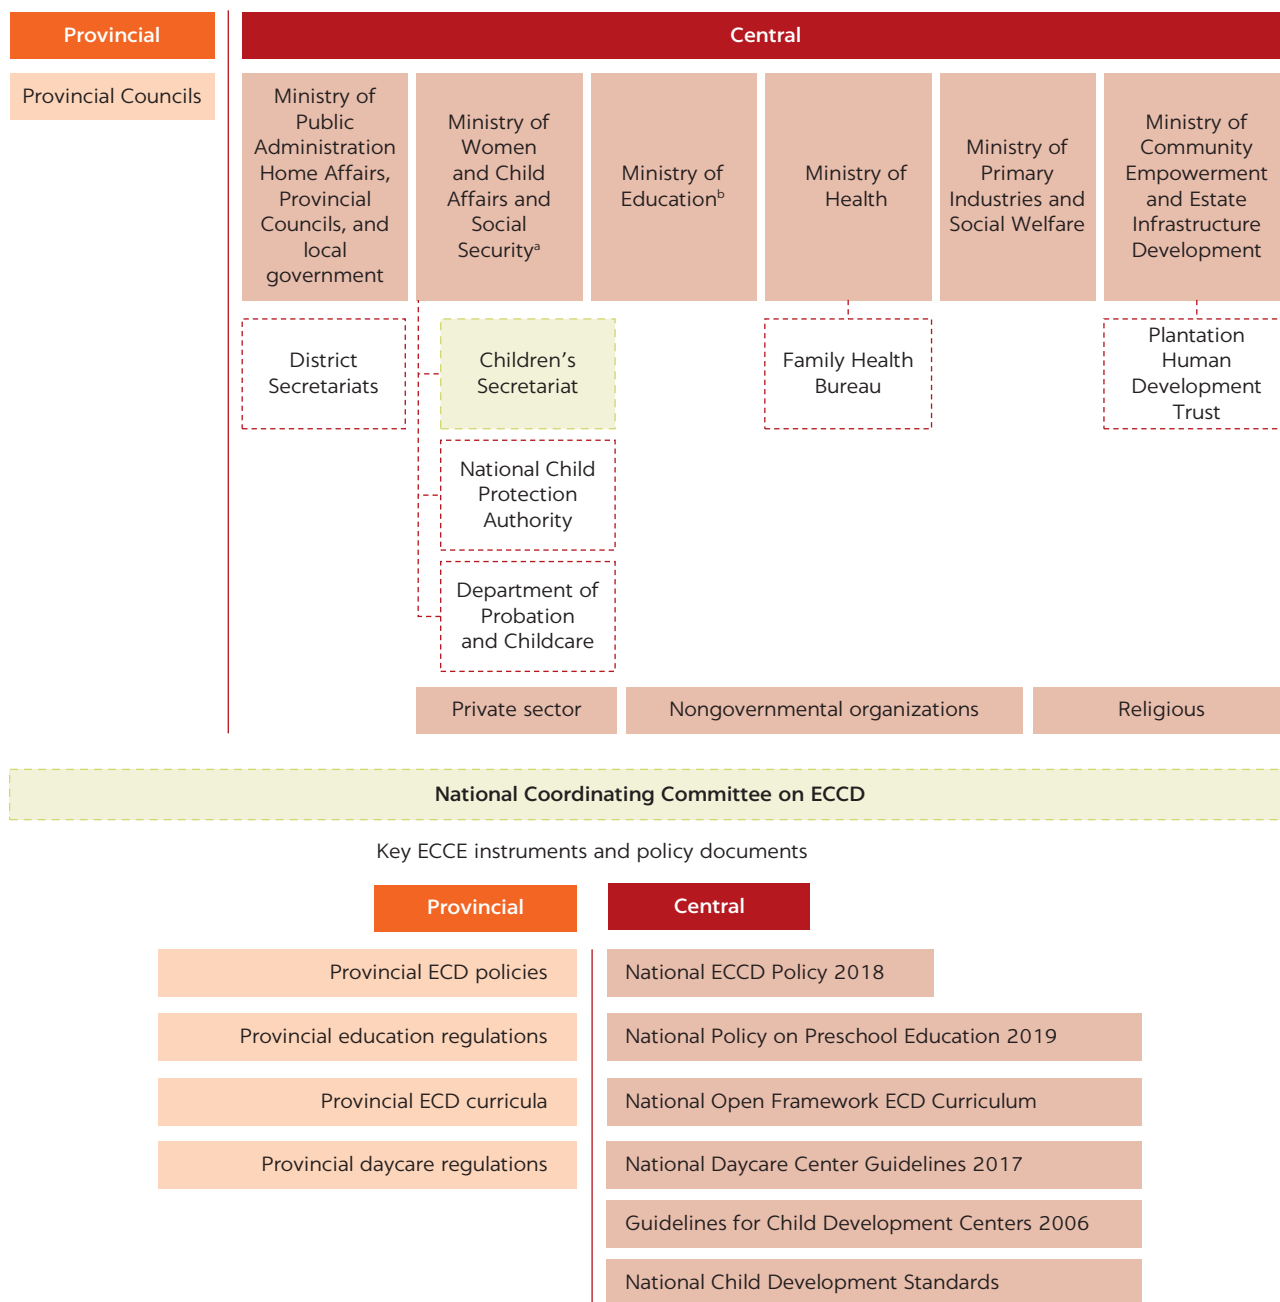 Provincial
Central
Provincial Councils
Ministry of
Public
Administration
Home Affairs,
Provincial
Councils, and
local
government
Ministry of
Women
and Child
Affairs and
Social
Securityᵃ
Ministry of
Educationᵇ
Ministry of
Health
Ministry of
Primary
Industries and
Social Welfare
Ministry of
Community
Empowerment
and Estate
Infrastructure
Development
District
Secretariats
Children’s
Secretariat
Family Health
Bureau
Plantation
Human
Development
Trust
National Child
Protection
Authority
Department of
Probation
and Childcare
Private sector
Nongovernmental organizations
Religious
National Coordinating Committee on ECCD
Key ECCE instruments and policy documents
Provincial
Central
Provincial ECD policies
National ECCD Policy 2018
Provincial education regulations
National Policy on Preschool Education 2019
Provincial ECD curricula
National Open Framework ECD Curriculum
Provincial daycare regulations
National Daycare Center Guidelines 2017
Guidelines for Child Development Centers 2006
National Child Development Standards